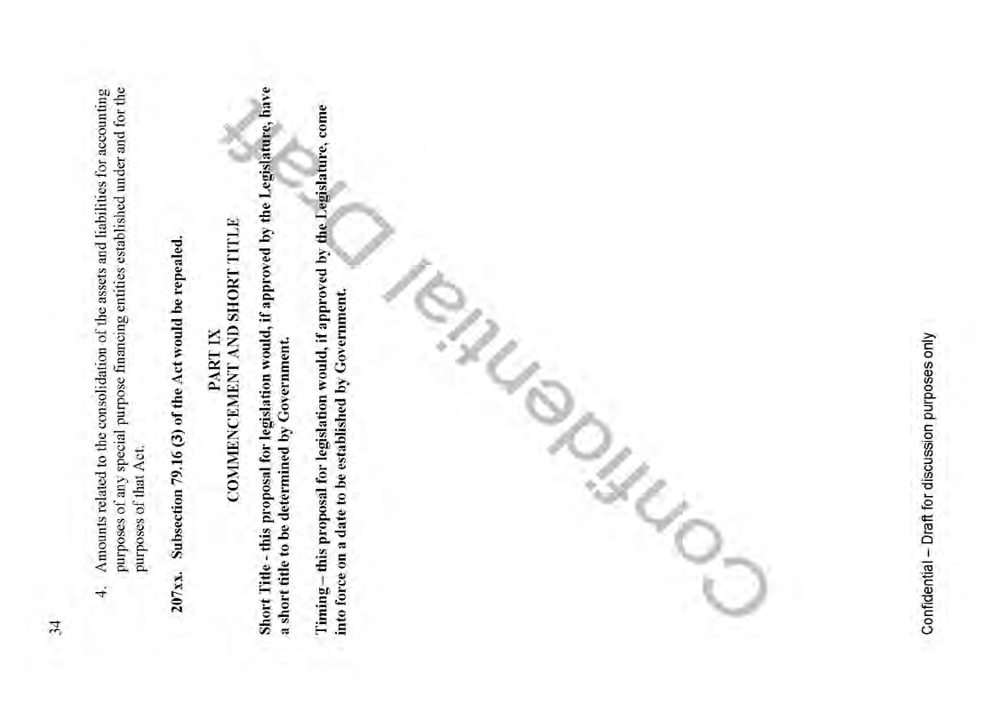 34
4. Amounts related to the consolidation of the assets and liabilities for accounting
purposes of any special purpose financing entities established under and for the
purposes of that Act.
207xx. Subsection 79.16 (3) of the Act would be repealed.
PART IX
COMMENCEMENT AND SHORT TITLE
Short Title - this proposal for legislation would, if approved by the Legislature, have
a short title to be determined by Government.
Timing – this proposal for legislation would, if approved by the Legislature, come
into force on a date to be established by Government.
Confidential Draft
Confidential – Draft for discussion purposes only